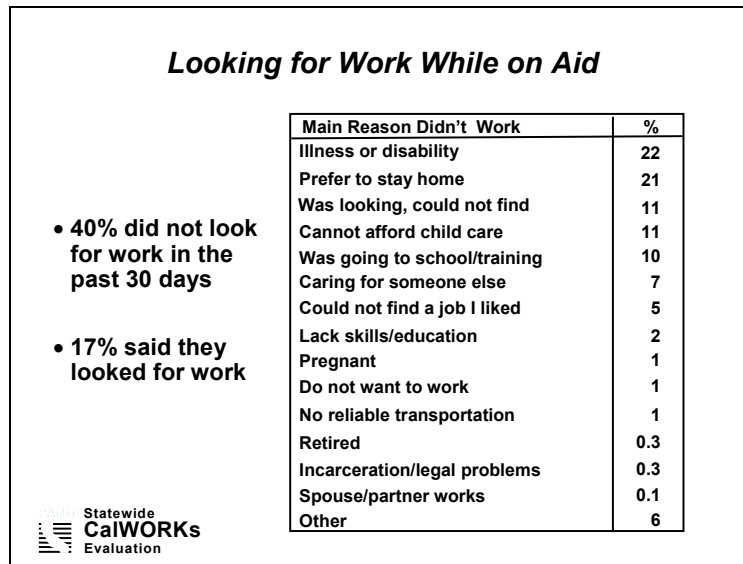 Looking for Work While on Aid
• 40% did not look
for work in the
past 30 days
• 17% said they
looked for work
Main Reason Didn't Work %
Illness or disability 22
Prefer to stay home 21
Was looking, could not find 11
Cannot afford child care 11
Was going to school/training 10
Caring for someone else 7
Could not find a job I liked 5
Lack skills/education 2
Pregnant 1
Do not want to work 1
No reliable transportation 1
Retired 0.3
Incarceration/legal problems 0.3
Spouse/partner works 0.1
Other 6
Statewide
CalWORKs
Evaluation